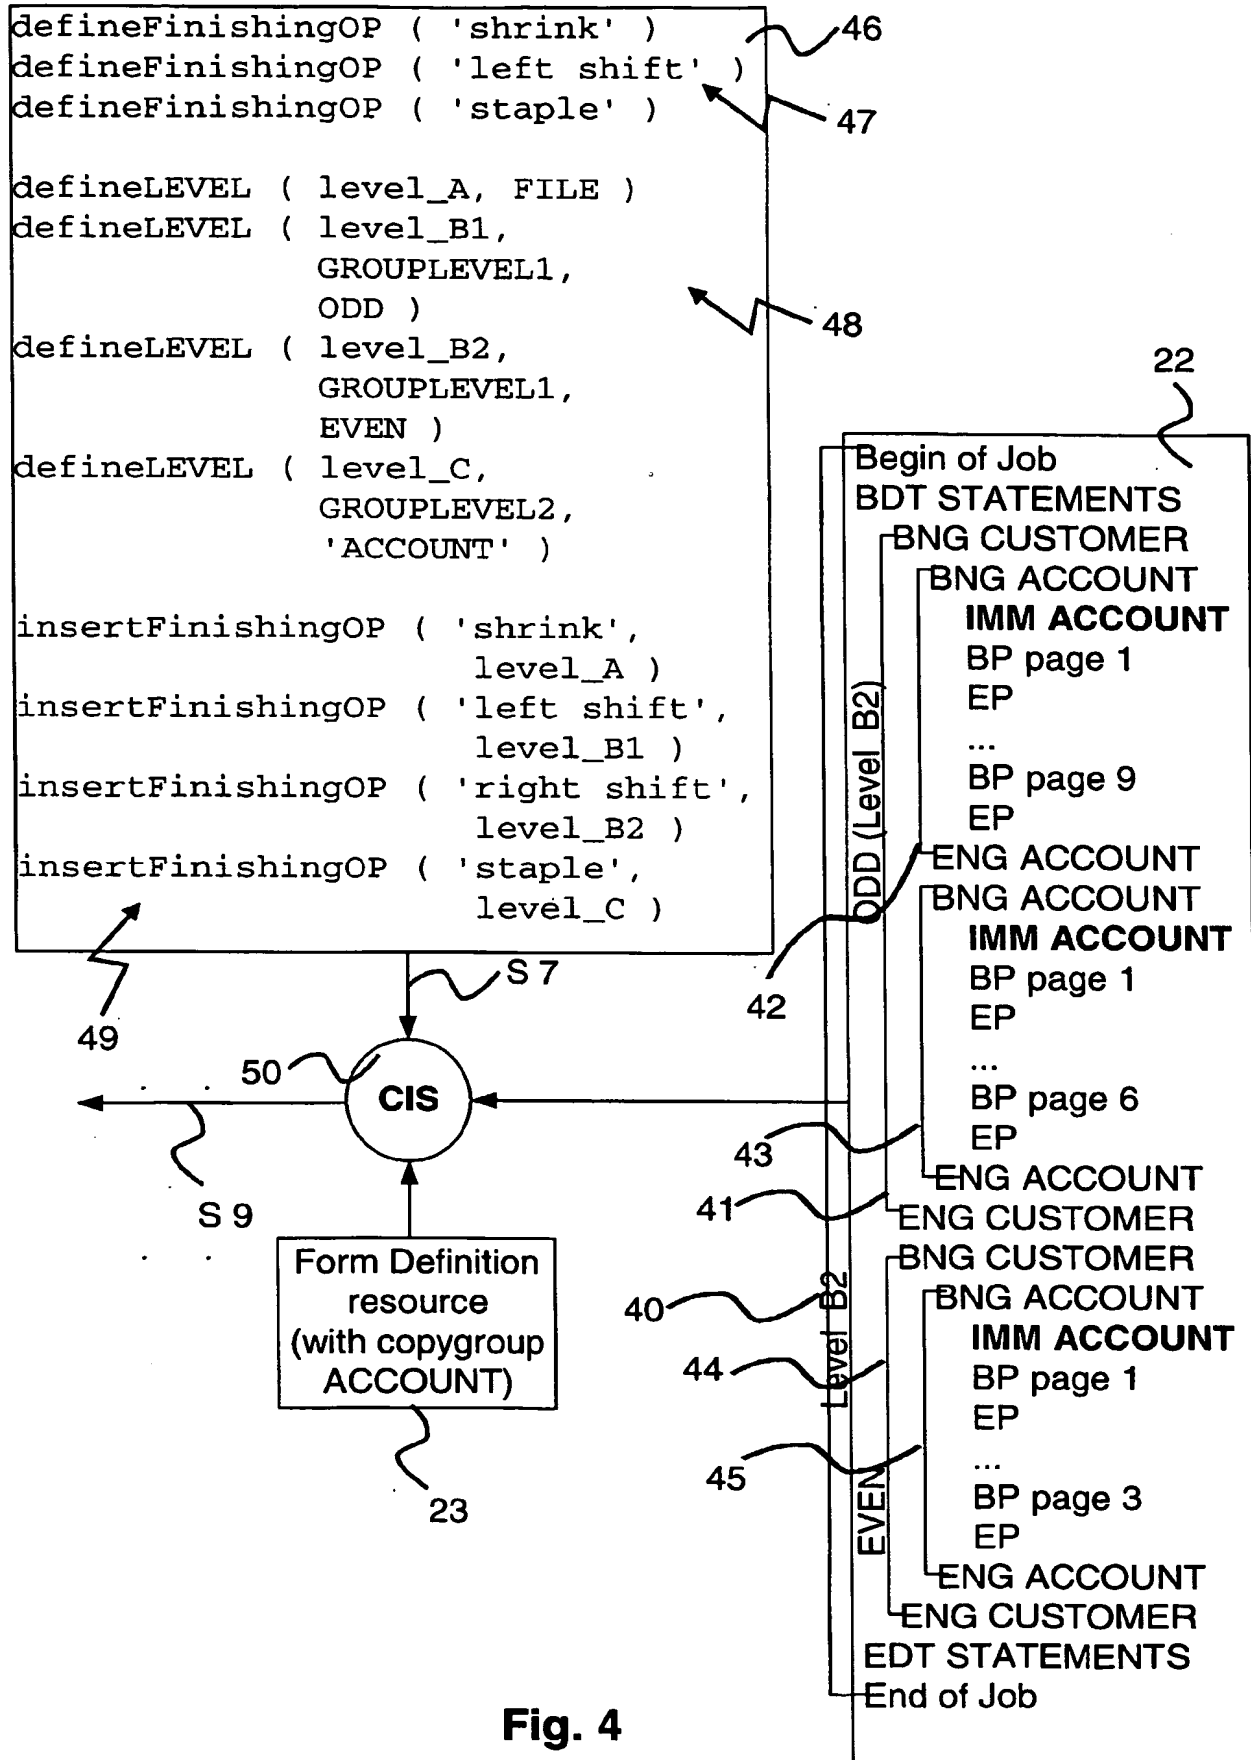 defineFinishingOP ( 'shrink' )
defineFinishingOP ( 'left shift' )
defineFinishingOP ( 'staple' )
defineLEVEL ( level_A, FILE )
defineLEVEL ( level_B1,
GROUPLEVEL1,
ODD )
defineLEVEL ( level_B2,
GROUPLEVEL1,
EVEN )
defineLEVEL ( level_C,
GROUPLEVEL2,
'ACCOUNT' )
insertFinishingOP ( 'shrink',
level_A )
insertFinishingOP ( 'left shift',
level_B1 )
insertFinishingOP ( 'right shift',
level_B2 )
insertFinishingOP ( 'staple',
level_C )
46
47
48
49
S 7
50
CIS
S 9
Form Definition
resource
(with copygroup
ACCOUNT)
23
22
Begin of Job
BDT STATEMENTS
BNG CUSTOMER
BNG ACCOUNT
IMM ACCOUNT
BP page 1
EP
...
BP page 9
EP
ENG ACCOUNT
BNG ACCOUNT
IMM ACCOUNT
BP page 1
EP
...
BP page 6
EP
ENG ACCOUNT
ENG CUSTOMER
BNG CUSTOMER
BNG ACCOUNT
IMM ACCOUNT
BP page 1
EP
...
BP page 3
EP
ENG ACCOUNT
ENG CUSTOMER
EDT STATEMENTS
End of Job
ODD (Level B2)
Level B2
EVEN
42
43
41
40
44
45
Fig. 4